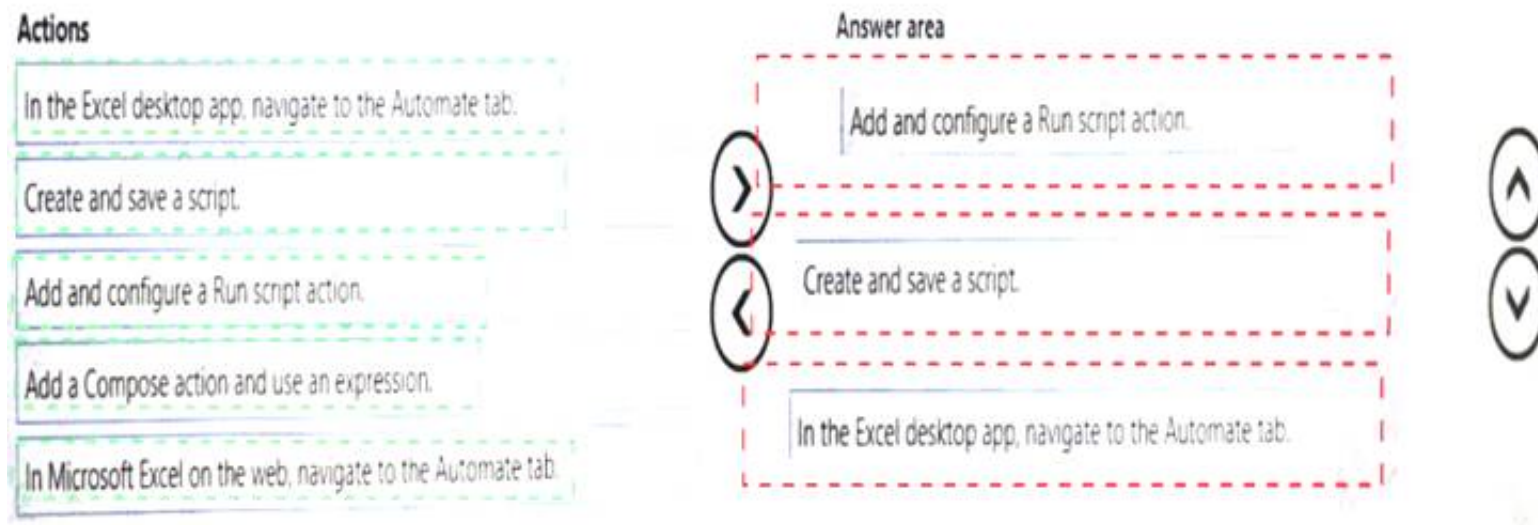 Actions
In the Excel desktop app, navigate to the Automate tab.
Create and save a script.
Add and configure a Run script action.
Add a Compose action and use an expression.
In Microsoft Excel on the web, navigate to the Automate tab.
Answer area
Add and configure a Run script action.
Create and save a script.
In the Excel desktop app, navigate to the Automate tab.